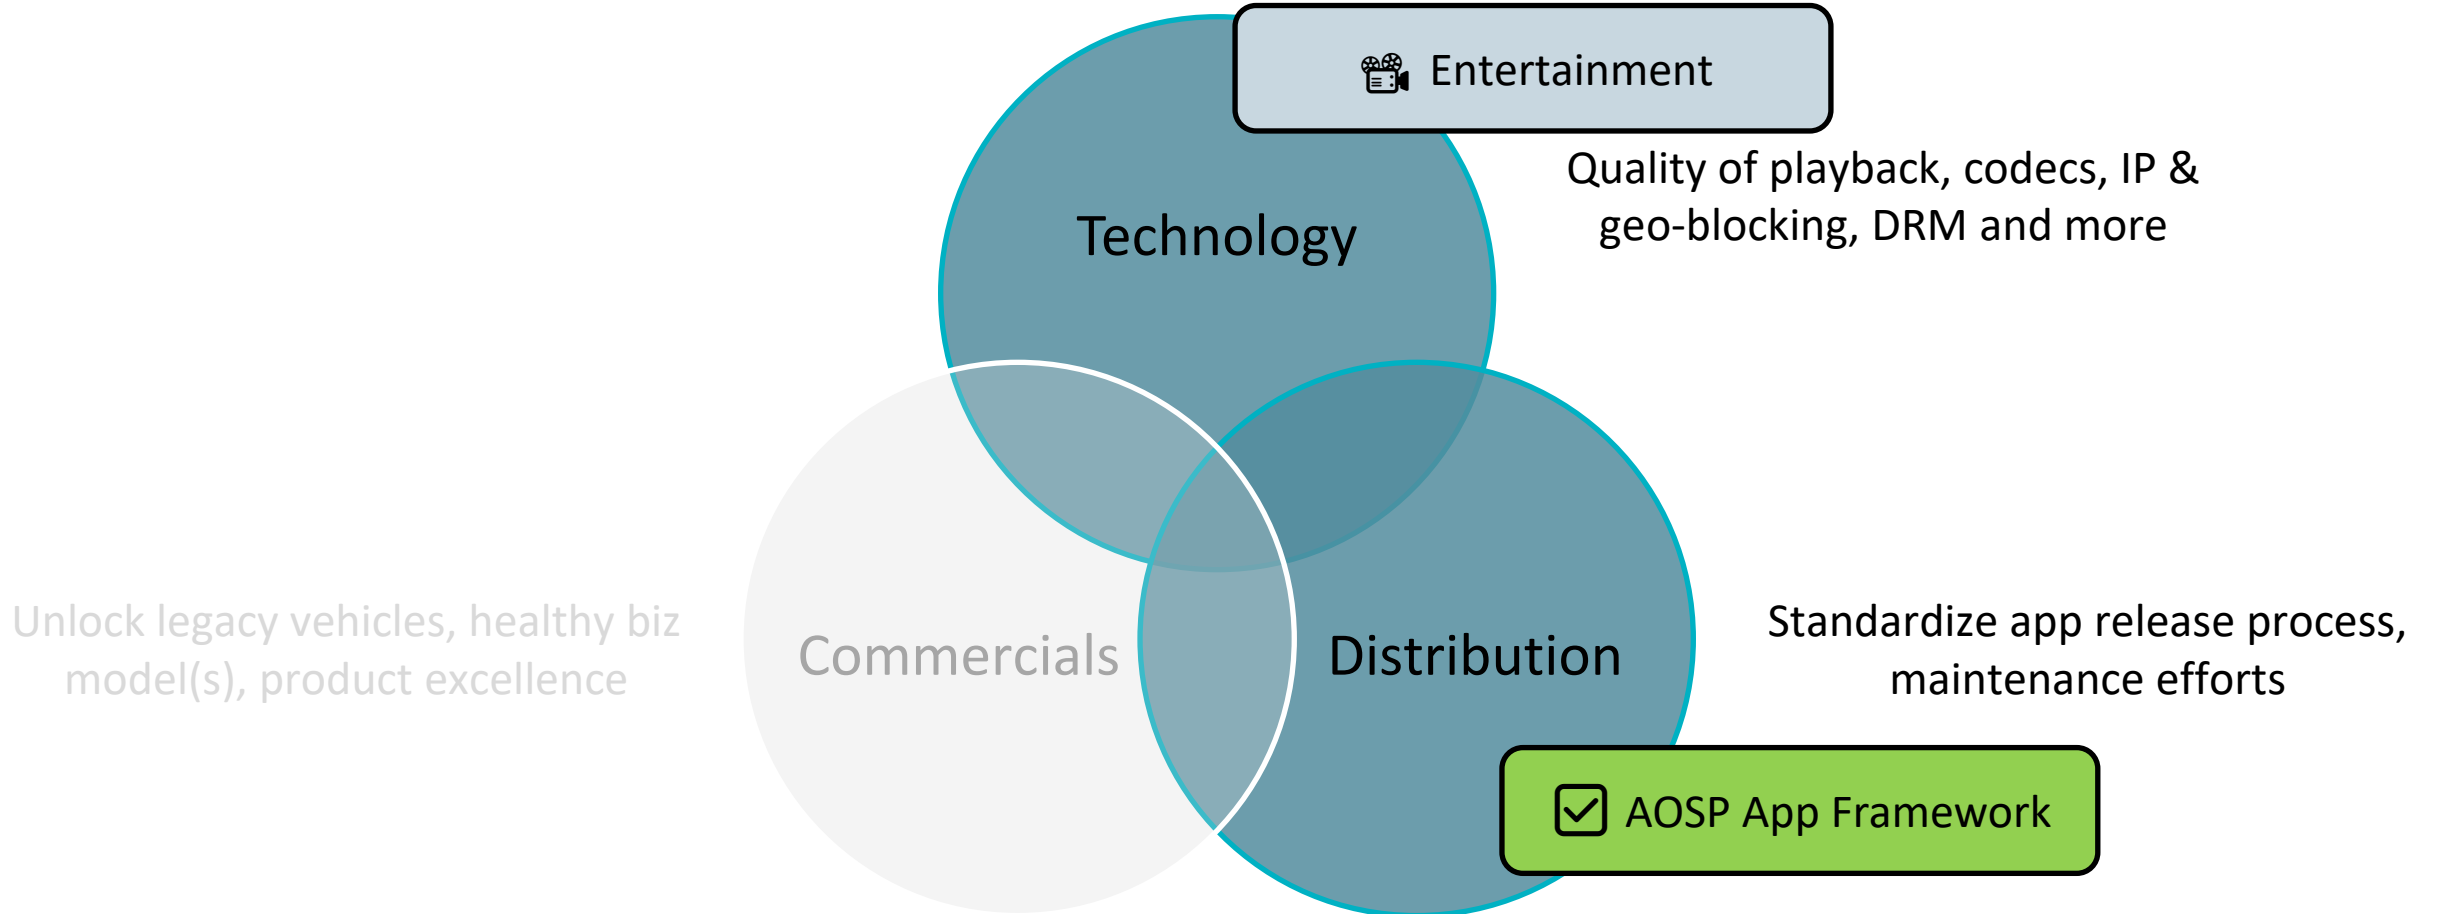 Entertainment
Quality of playback, codecs, IP &
geo-blocking, DRM and more
Technology
Unlock legacy vehicles, healthy biz
model(s), product excellence
Commercials
Distribution
Standardize app release process,
maintenance efforts
AOSP App Framework